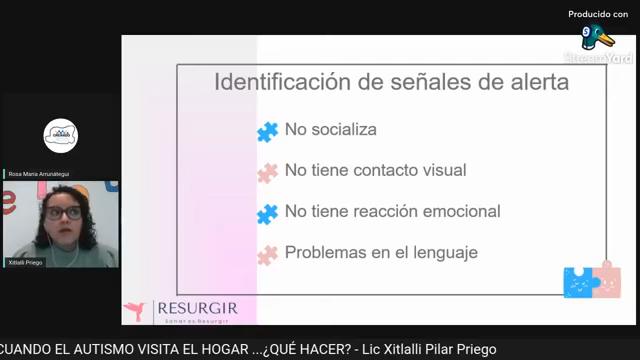 Producido con
StreamYard
Identificación de señales de alerta
No socializa
No tiene contacto visual
No tiene reacción emocional
Problemas en el lenguaje
Rosa Maria Arrunátegui
Xitlalli Priego
RESURGIR
Sanar es Resurgir
CUANDO EL AUTISMO VISITA EL HOGAR ...¿QUÉ HACER? - Lic Xitlalli Pilar Priego